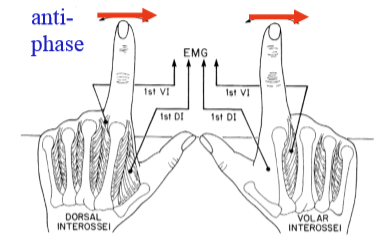 anti-
phase
EMG
1st VI
1st VI
1st DI
1st DI
DORSAL
INTEROSSEI
VOLAR
INTEROSSEI